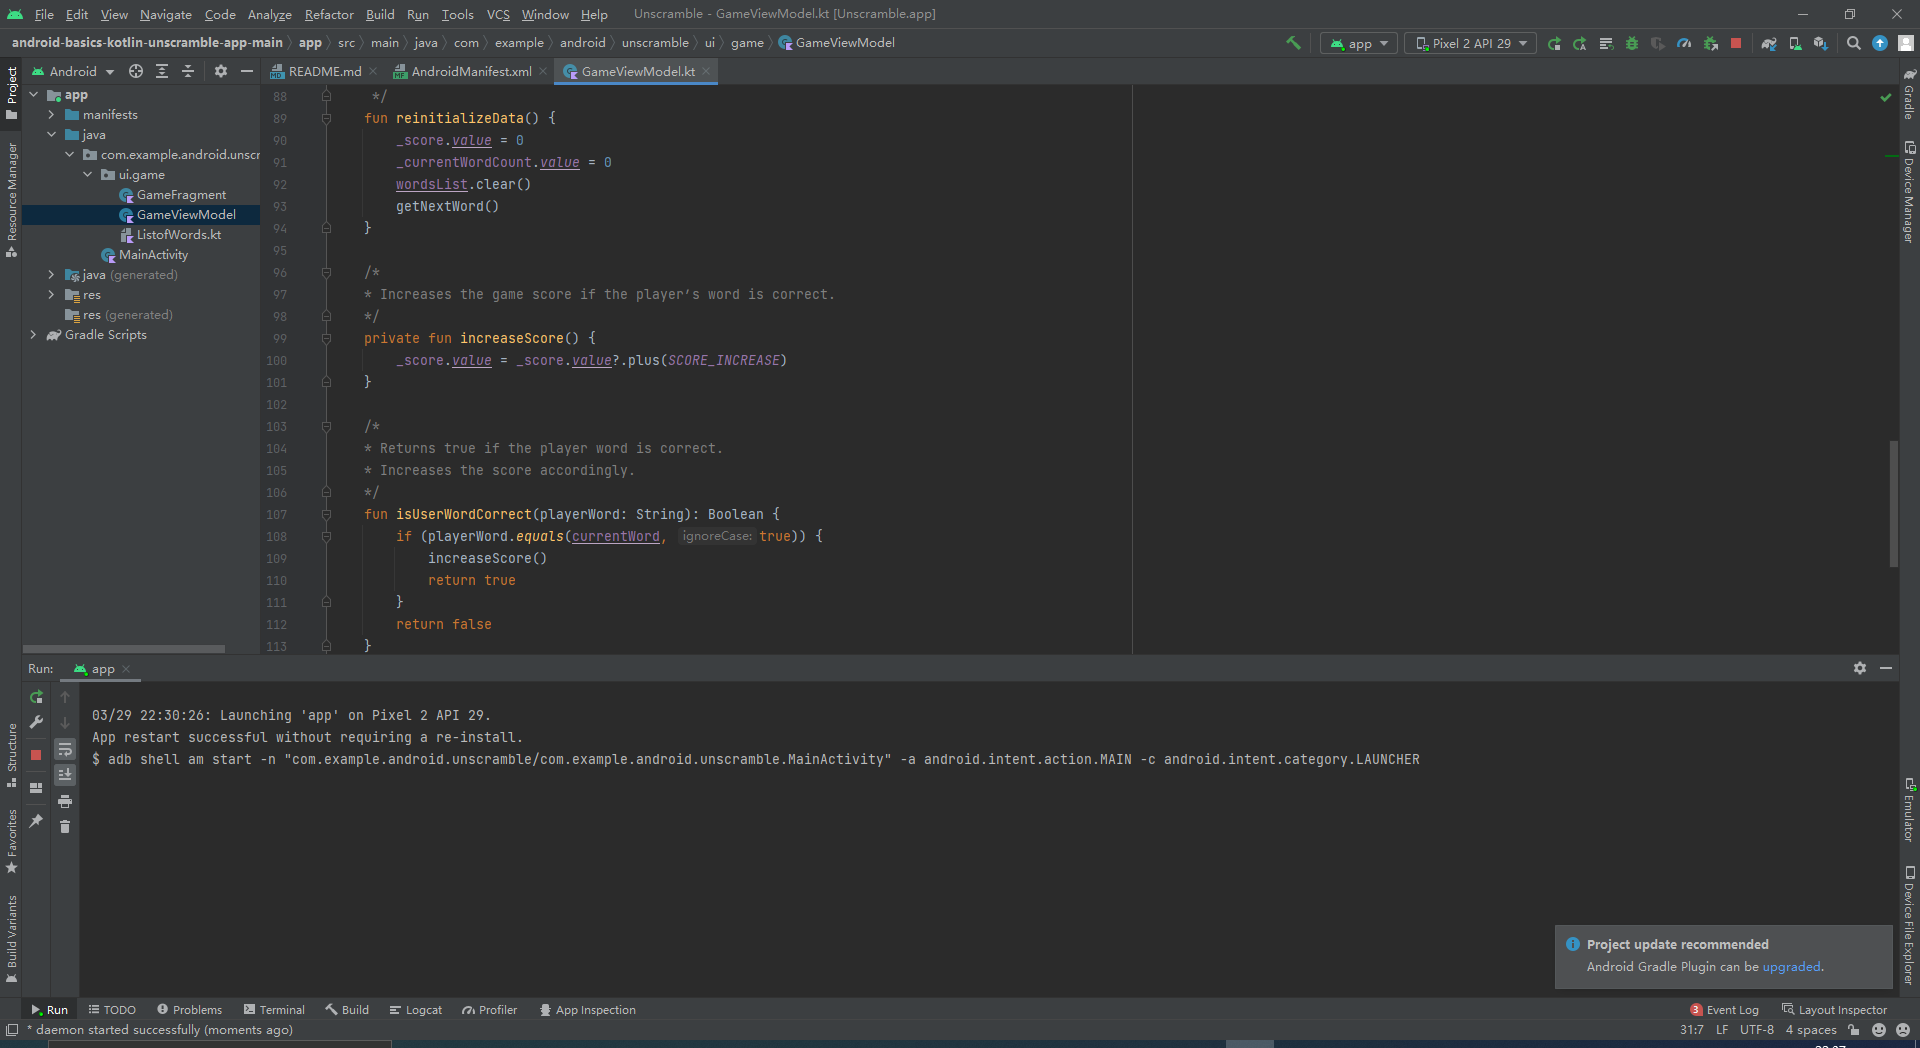 File Edit View Navigate Code Analyze Refactor Build Run Tools VCS Window Help Unscramble - GameViewModel.kt [Unscramble.app]
android-basics-kotlin-unscramble-app-main app src main java com example android unscramble ui game GameViewModel app Pixel 2 API 29
Android README.md AndroidManifest.xml GameViewModel.kt
Project
Resource Manager
Structure
Favorites
Build Variants
app
manifests
java
com.example.android.unscr
ui.game
GameFragment
GameViewModel
ListofWords.kt
MainActivity
java (generated)
res
res (generated)
Gradle Scripts
88 */
89 fun reinitializeData() {
90 _score.value = 0
91 _currentWordCount.value = 0
92 wordsList.clear()
93 getNextWord()
94 }
95
96 /*
97 * Increases the game score if the player’s word is correct.
98 */
99 private fun increaseScore() {
100 _score.value = _score.value?.plus(SCORE_INCREASE)
101 }
102
103 /*
104 * Returns true if the player word is correct.
105 * Increases the score accordingly.
106 */
107 fun isUserWordCorrect(playerWord: String): Boolean {
108 if (playerWord.equals(currentWord, ignoreCase: true)) {
109 increaseScore()
110 return true
111 }
112 return false
113 }
Gradle
Device Manager
Emulator
Device File Explorer
Run: app
03/29 22:30:26: Launching 'app' on Pixel 2 API 29.
App restart successful without requiring a re-install.
$ adb shell am start -n "com.example.android.unscramble/com.example.android.unscramble.MainActivity" -a android.intent.action.MAIN -c android.intent.category.LAUNCHER
Project update recommended
Android Gradle Plugin can be upgraded.
Run TODO Problems Terminal Build Logcat Profiler App Inspection 3 Event Log Layout Inspector
* daemon started successfully (moments ago) 31:7 LF UTF-8 4 spaces